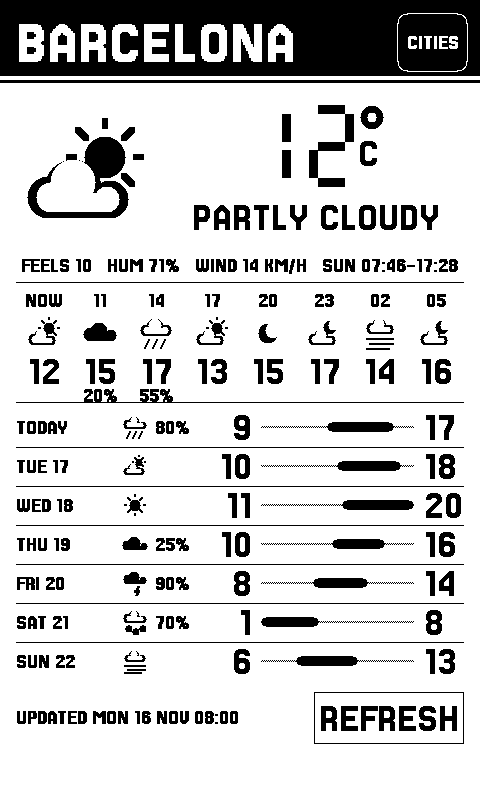 BARCELONA CITIES
12°C
PARTLY CLOUDY
FEELS 10 HUM 71% WIND 14 KM/H SUN 07:46-17:28
NOW 11 14 17 20 23 02 05
12 15 17 13 15 17 14 16
20% 55%
TODAY 80% 9 17
TUE 17 10 18
WED 18 11 20
THU 19 25% 10 16
FRI 20 90% 8 14
SAT 21 70% 1 8
SUN 22 6 13
UPDATED MON 16 NOV 08:00 REFRESH